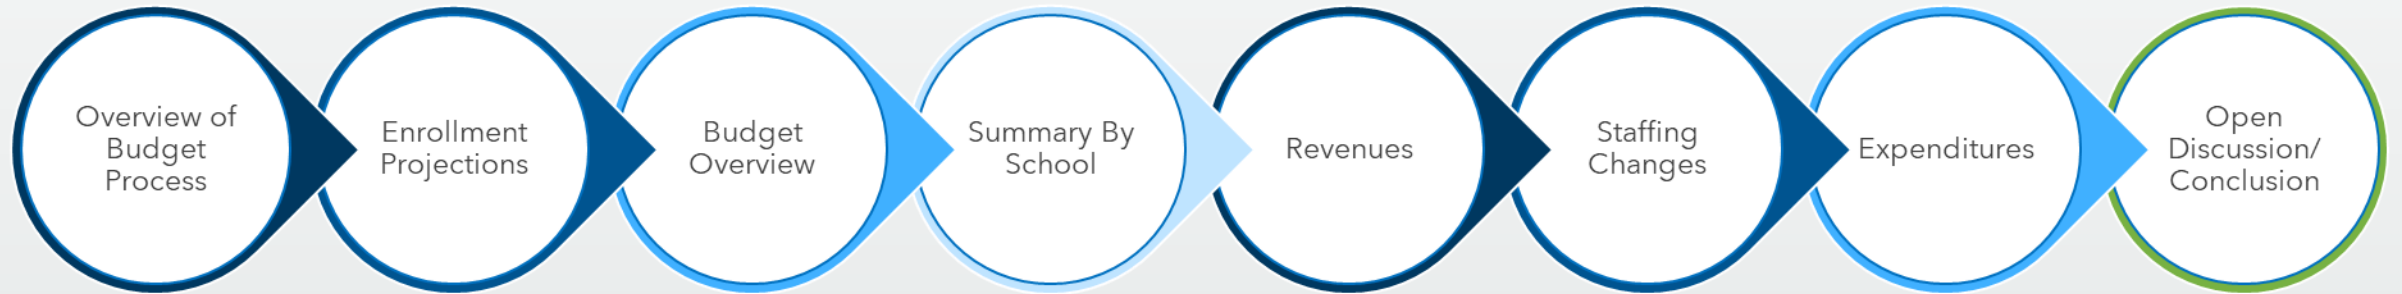 Overview of
Budget
Process
Enrollment
Projections
Budget
Overview
Summary By
School
Revenues
Staffing
Changes
Expenditures
Open
Discussion/
Conclusion